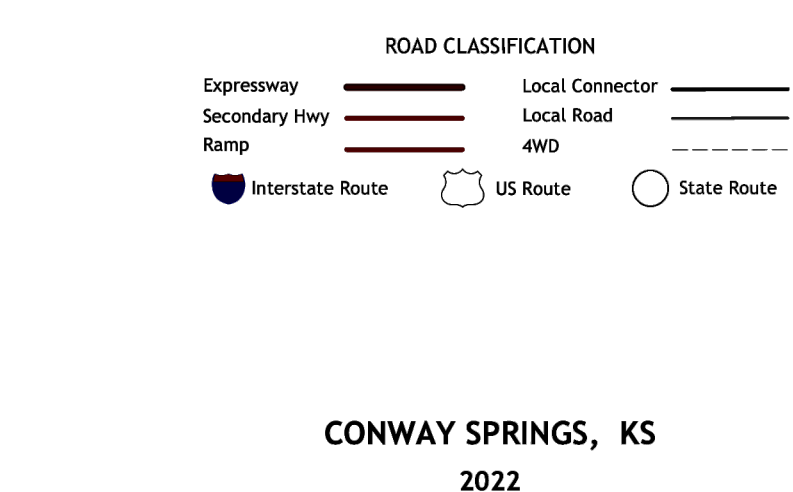 ROAD CLASSIFICATION
Expressway
Local Connector
Secondary Hwy
Local Road
Ramp
4WD
Interstate Route
US Route
State Route
CONWAY SPRINGS, KS
2022